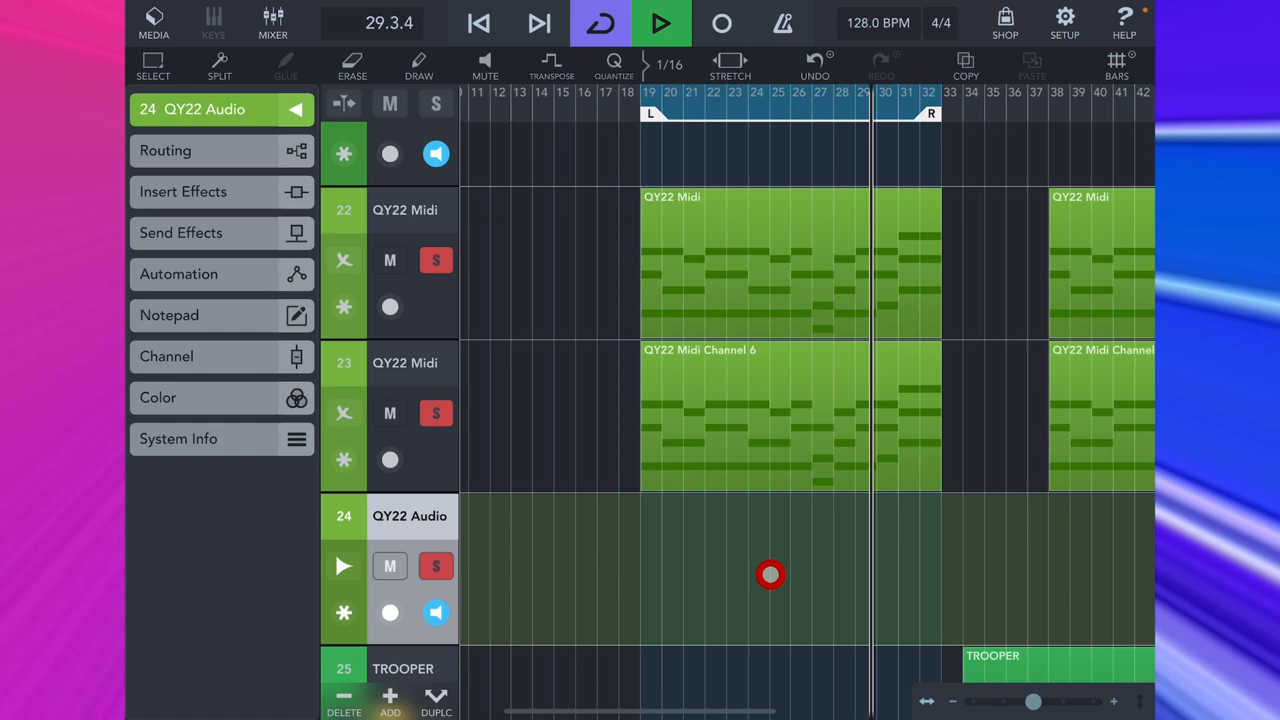 MEDIA
KEYS
MIXER
29.3.4
128.0 BPM
4/4
SHOP
SETUP
HELP
SELECT
SPLIT
GLUE
ERASE
DRAW
MUTE
TRANSPOSE
QUANTIZE
1/16
STRETCH
UNDO
REDO
COPY
PASTE
BARS
24 QY22 Audio
Routing
Insert Effects
Send Effects
Automation
Notepad
Channel
Color
System Info
M S
11 12 13 14 15 16 17 18 19 20 21 22 23 24 25 26 27 28 29 30 31 32 33 34 35 36 37 38 39 40 41 42
L R
22 QY22 Midi
M S
QY22 Midi
QY22 Midi
23 QY22 Midi
M S
QY22 Midi Channel 6
QY22 Midi Channel
24 QY22 Audio
M S
25 TROOPER
TROOPER
DELETE
ADD
DUPLC